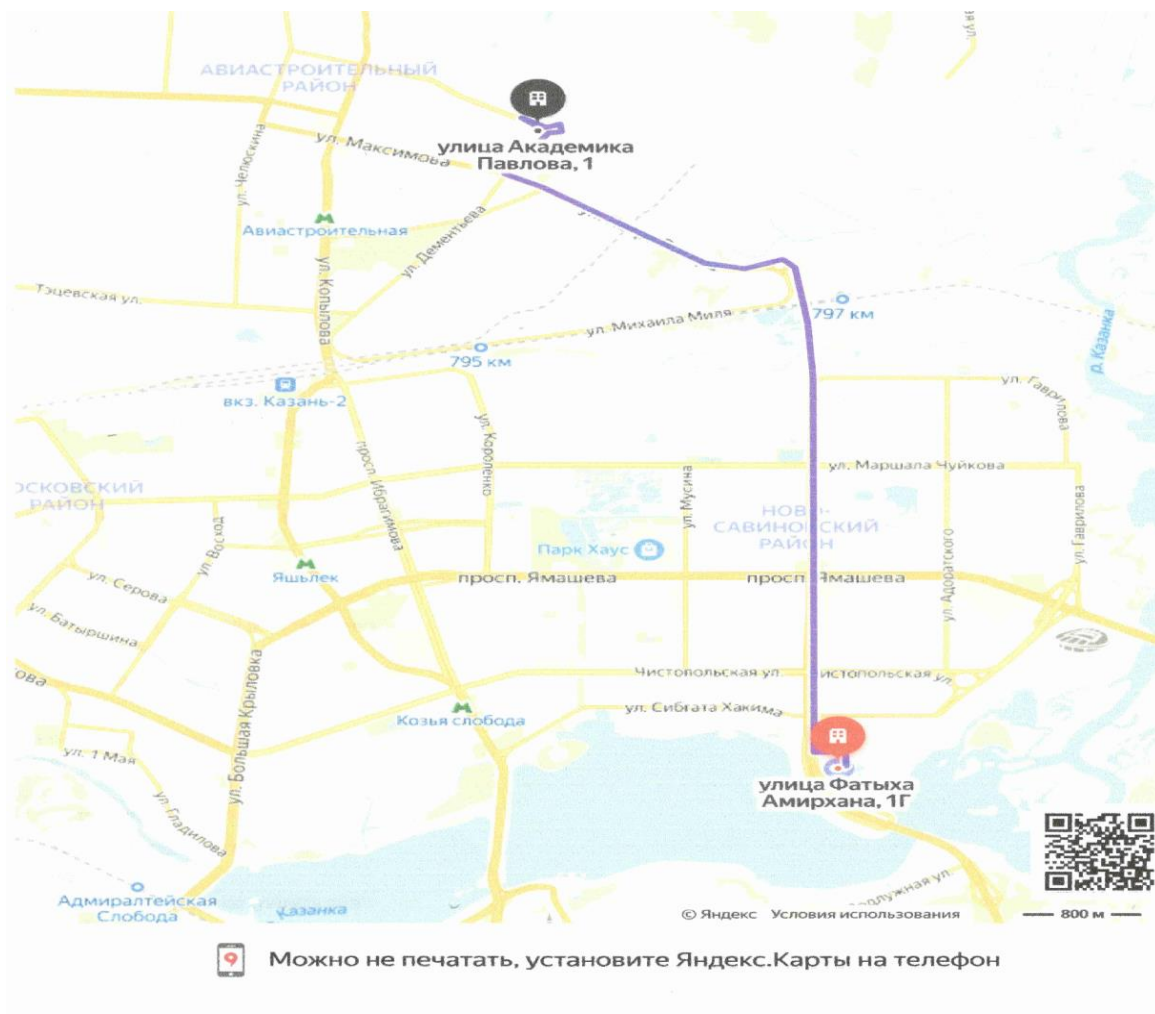 АВИАСТРОИТЕЛЬНЫЙ
РАЙОН
ул. Челюскина
ул. Максимова
улица Академика
Павлова, 1
Авиастроительная
ул. Дементьева
Тэцевская ул.
ул. Копылова
ул. Михаила Миля
797 км
795 км
р. Казанка
вкз. Казань-2
ул. Гаврилова
ул. Короленко
просп. Ибрагимова
ул. Маршала Чуйкова
ул. Мусина
РАЙОН
ул. Восход
САВИНОВСКИЙ
РАЙОН
Парк Хаус
ул. Гаврилова
Яшьлек
просп. Ямашева
просп. Ямашева
ул. Адоратского
ул. Серова
ул. Батыршина
Чистопольская ул.
истопольская ул.
ул. Сибгата Хакима
Козья слобода
ул. Большая Крыловка
ул. 1 Мая
ул. Гладилова
улица Фатыха
Амирхана, 1Г
Адмиралтейская
Слобода
Казанка
© Яндекс Условия использования
800 м
Можно не печатать, установите Яндекс.Карты на телефон